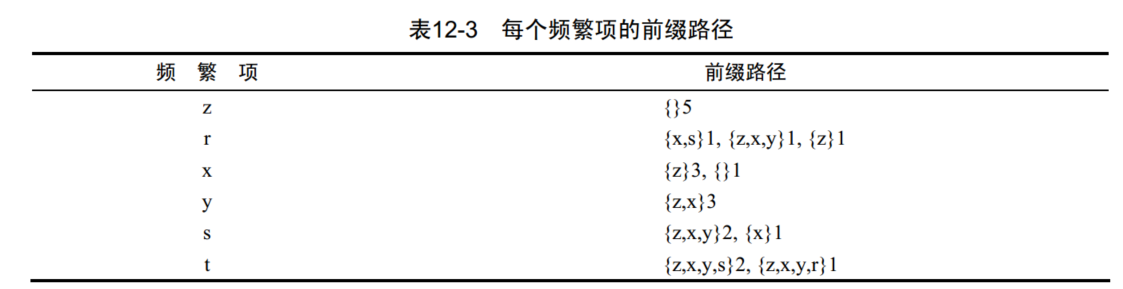 表12-3 每个频繁项的前缀路径
频 繁 项 前缀路径
z {}5
r {x,s}1, {z,x,y}1, {z}1
x {z}3, {}1
y {z,x}3
s {z,x,y}2, {x}1
t {z,x,y,s}2, {z,x,y,r}1